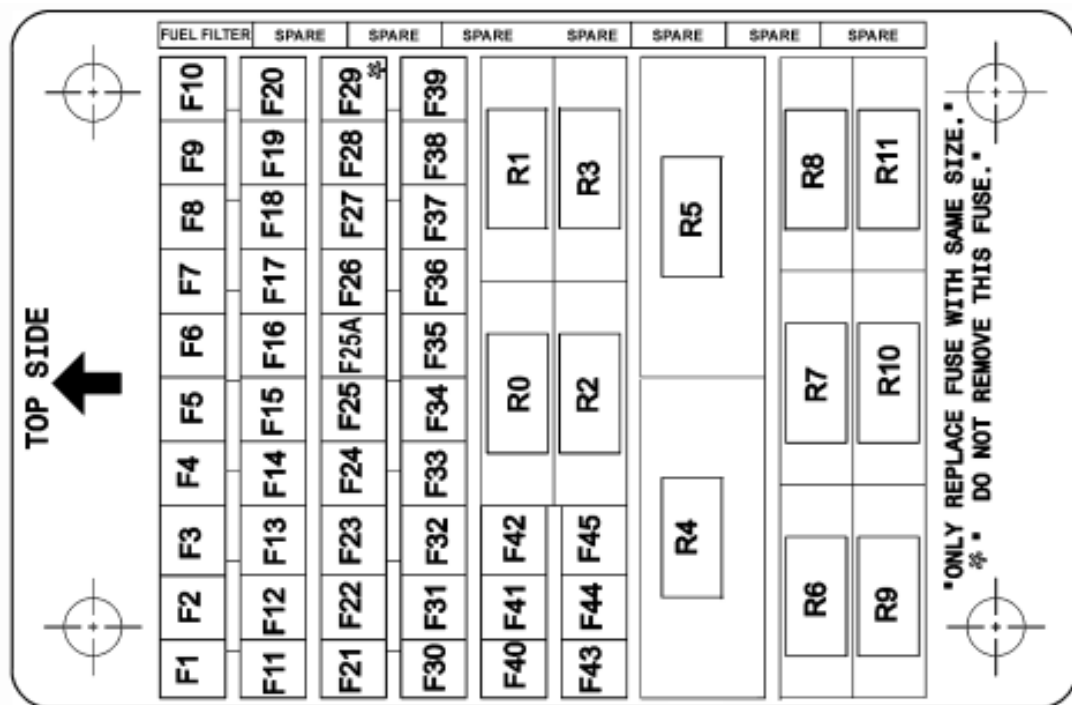 FUEL FILTER SPARE SPARE SPARE SPARE SPARE SPARE SPARE
TOP SIDE
F10 F20 F29 * F39
F9 F19 F28 F38
F8 F18 F27 F37
F7 F17 F26 F36
F6 F16 F25A F35
F5 F15 F25 F34
F4 F14 F24 F33
F3 F13 F23 F32 F42 F45
F2 F12 F22 F31 F41 F44
F1 F11 F21 F30 F40 F43
R1 R3 R5 R8 R11
R0 R2 R7 R10
R4 R6 R9
"ONLY REPLACE FUSE WITH SAME SIZE."
* " DO NOT REMOVE THIS FUSE."